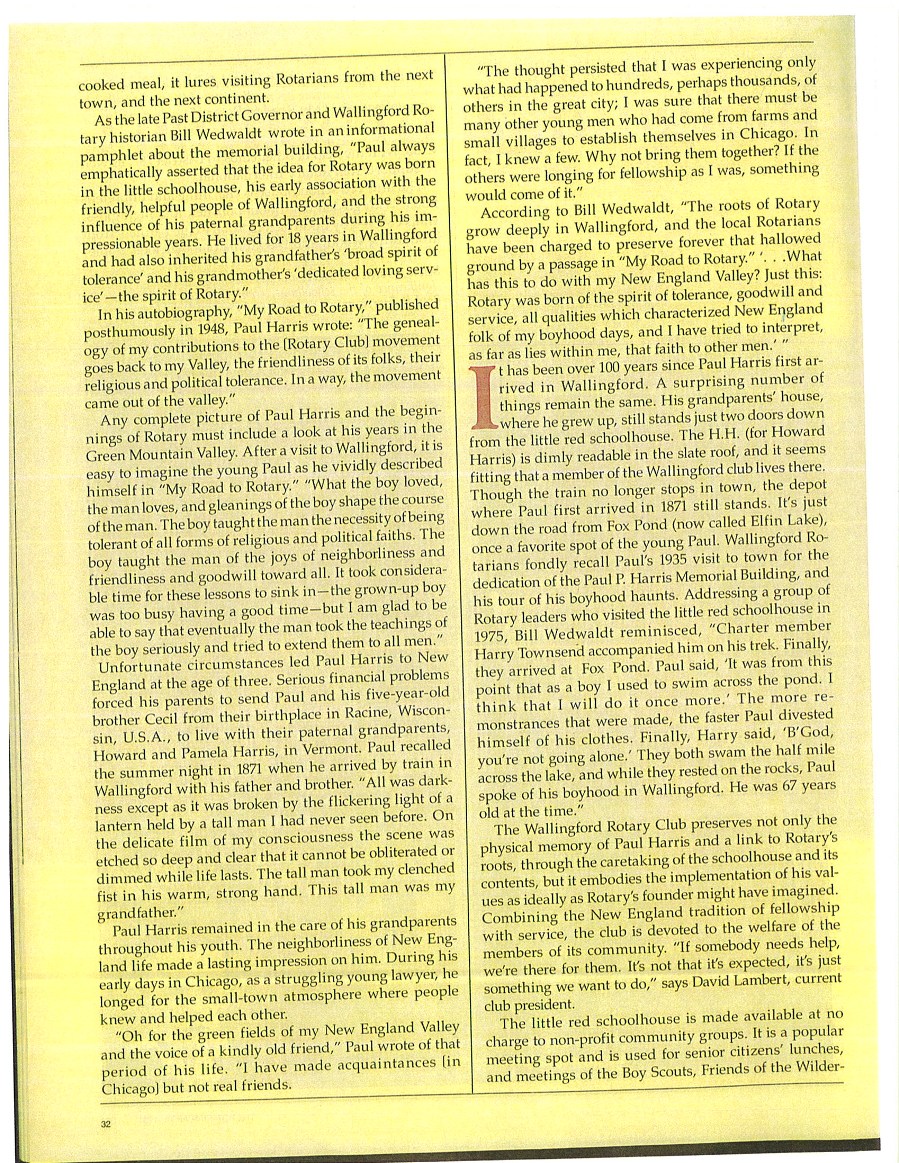 cooked meal, it lures visiting Rotarians from the next
town, and the next continent.
As the late Past District Governor and Wallingford Ro-
tary historian Bill Wedwaldt wrote in an informational
pamphlet about the memorial building, “Paul always
emphatically asserted that the idea for Rotary was born
in the little schoolhouse, his early association with the
friendly, helpful people of Wallingford, and the strong
influence of his paternal grandparents during his im-
pressionable years. He lived for 18 years in Wallingford
and had also inherited his grandfather's ‘broad spirit of
tolerance’ and his grandmother's ‘dedicated loving serv-
ice’—the spirit of Rotary.”
In his autobiography, “My Road to Rotary,” published
posthumously in 1948, Paul Harris wrote: “The geneal-
ogy of my contributions to the (Rotary Club) movement
goes back to my Valley, the friendliness of its folks, their
religious and political tolerance. In a way, the movement
came out of the valley.”
Any complete picture of Paul Harris and the begin-
nings of Rotary must include a look at his years in the
Green Mountain Valley. After a visit to Wallingford, it is
easy to imagine the young Paul as he vividly described
himself in “My Road to Rotary.” “What the boy loved,
the man loves, and gleanings of the boy shape the course
of the man. The boy taught the man the necessity of being
tolerant of all forms of religious and political faiths. The
boy taught the man of the joys of neighborliness and
friendliness and goodwill toward all. It took considera-
ble time for these lessons to sink in—the grown-up boy
was too busy having a good time—but I am glad to be
able to say that eventually the man took the teachings of
the boy seriously and tried to extend them to all men.”
Unfortunate circumstances led Paul Harris to New
England at the age of three. Serious financial problems
forced his parents to send Paul and his five-year-old
brother Cecil from their birthplace in Racine, Wiscon-
sin, U.S.A., to live with their paternal grandparents,
Howard and Pamela Harris, in Vermont. Paul recalled
the summer night in 1871 when he arrived by train in
Wallingford with his father and brother. “All was dark-
ness except as it was broken by the flickering light of a
lantern held by a tall man I had never seen before. On
the delicate film of my consciousness the scene was
etched so deep and clear that it cannot be obliterated or
dimmed while life lasts. The tall man took my clenched
fist in his warm, strong hand. This tall man was my
grandfather.”
Paul Harris remained in the care of his grandparents
throughout his youth. The neighborliness of New Eng-
land life made a lasting impression on him. During his
early days in Chicago, as a struggling young lawyer, he
longed for the small-town atmosphere where people
knew and helped each other.
“Oh for the green fields of my New England Valley
and the voice of a kindly old friend,” Paul wrote of that
period of his life. “I have made acquaintances (in
Chicago) but not real friends.
“The thought persisted that I was experiencing only
what had happened to hundreds, perhaps thousands, of
others in the great city; I was sure that there must be
many other young men who had come from farms and
small villages to establish themselves in Chicago. In
fact, I knew a few. Why not bring them together? If the
others were longing for fellowship as I was, something
would come of it.”
According to Bill Wedwaldt, “The roots of Rotary
grow deeply in Wallingford, and the local Rotarians
have been charged to preserve forever that hallowed
ground by a passage in “My Road to Rotary.” ‘. . .What
has this to do with my New England Valley? Just this:
Rotary was born of the spirit of tolerance, goodwill and
service, all qualities which characterized New England
folk of my boyhood days, and I have tried to interpret,
as far as lies within me, that faith to other men.’ ”
It has been over 100 years since Paul Harris first ar-
rived in Wallingford. A surprising number of
things remain the same. His grandparents' house,
where he grew up, still stands just two doors down
from the little red schoolhouse. The H.H. (for Howard
Harris) is dimly readable in the slate roof, and it seems
fitting that a member of the Wallingford club lives there.
Though the train no longer stops in town, the depot
where Paul first arrived in 1871 still stands. It's just
down the road from Fox Pond (now called Elfin Lake),
once a favorite spot of the young Paul. Wallingford Ro-
tarians fondly recall Paul's 1935 visit to town for the
dedication of the Paul P. Harris Memorial Building, and
his tour of his boyhood haunts. Addressing a group of
Rotary leaders who visited the little red schoolhouse in
1975, Bill Wedwaldt reminisced, “Charter member
Harry Townsend accompanied him on his trek. Finally,
they arrived at Fox Pond. Paul said, ‘It was from this
point that as a boy I used to swim across the pond. I
think that I will do it once more.’ The more re-
monstrances that were made, the faster Paul divested
himself of his clothes. Finally, Harry said, ‘B'God,
you're not going alone.’ They both swam the half mile
across the lake, and while they rested on the rocks, Paul
spoke of his boyhood in Wallingford. He was 67 years
old at the time.”
The Wallingford Rotary Club preserves not only the
physical memory of Paul Harris and a link to Rotary's
roots, through the caretaking of the schoolhouse and its
contents, but it embodies the implementation of his val-
ues as ideally as Rotary's founder might have imagined.
Combining the New England tradition of fellowship
with service, the club is devoted to the welfare of the
members of its community. “If somebody needs help,
we're there for them. It's not that it's expected, it's just
something we want to do,” says David Lambert, current
club president.
The little red schoolhouse is made available at no
charge to non-profit community groups. It is a popular
meeting spot and is used for senior citizens' lunches,
and meetings of the Boy Scouts, Friends of the Wilder-
32